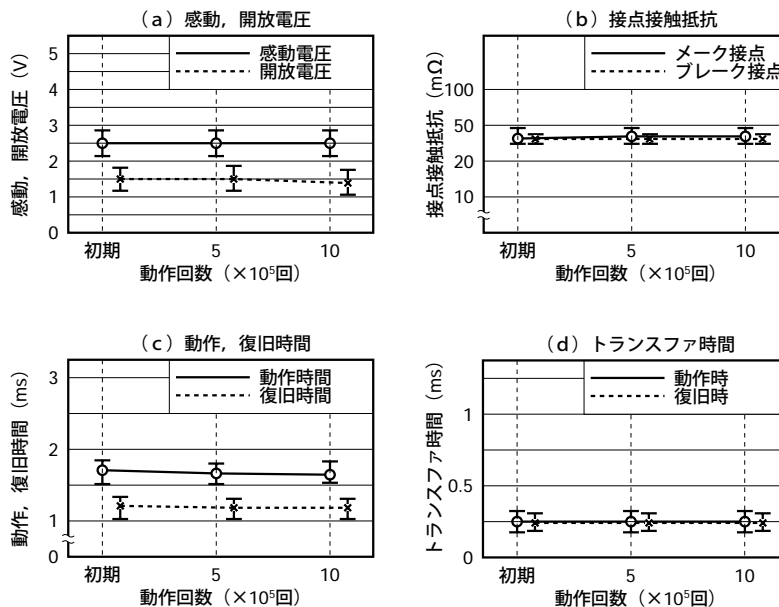 (a) 感動，開放電圧
感動電圧
開放電圧
感動，開放電圧（V）
5
4
3
2
1
0
初期
5
10
動作回数（×10⁵回）
(b) 接点接触抵抗
メーク接点
ブレーク接点
接点接触抵抗（mΩ）
100
50
20
10
初期
5
10
動作回数（×10⁵回）
(c) 動作，復旧時間
動作時間
復旧時間
動作，復旧時間（ms）
3
2
1
0
初期
5
10
動作回数（×10⁵回）
(d) トランスファ時間
動作時
復旧時
トランスファ時間（ms）
1
0.5
0
初期
5
10
動作回数（×10⁵回）